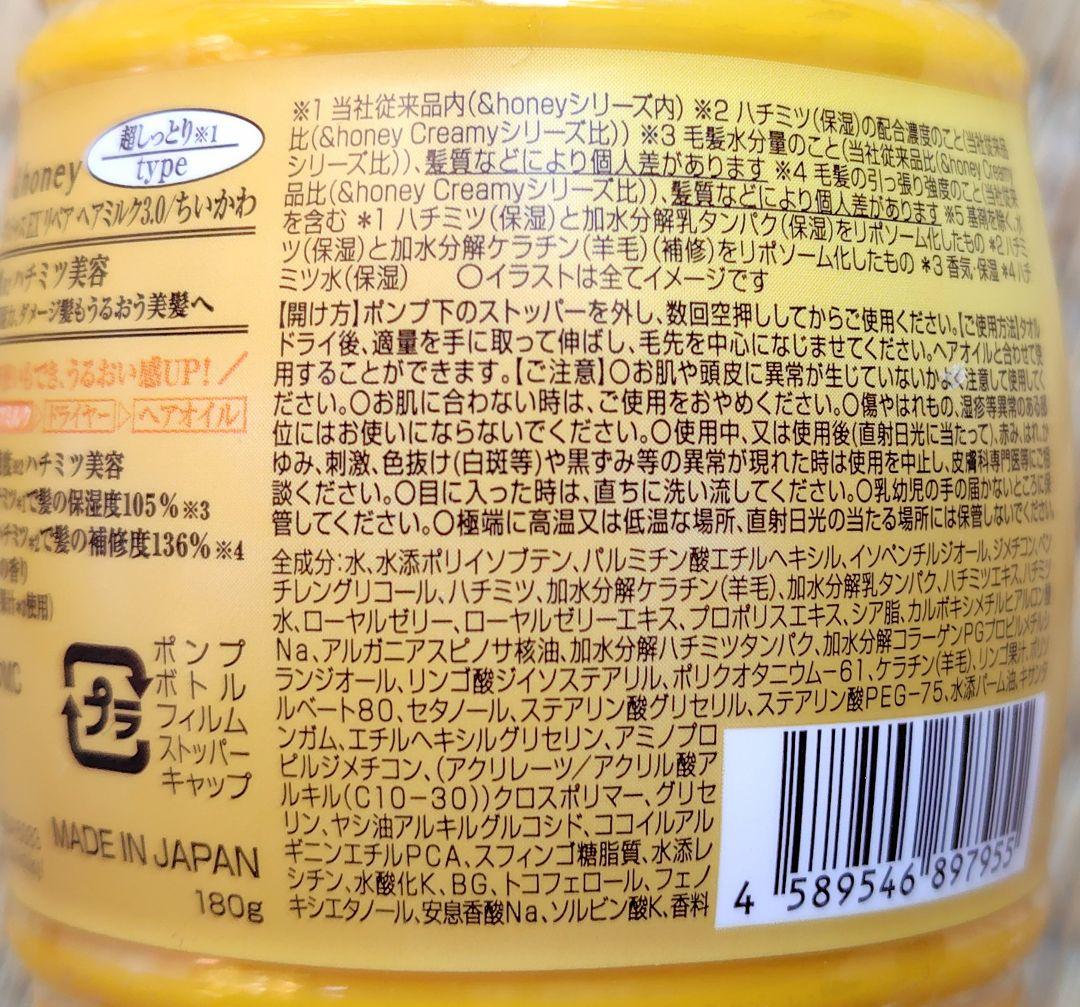 超しっとり※1
type
&honey
リペア ヘアミルク3.0/ちいかわ
ハチミツ美容
ダメージ髪もうるおう美髪へ
でき、うるおい感UP!
ドライヤー ヘアオイル
※2ハチミツ美容
で髪の保湿度105%※3
で髪の補修度136%※4
の香り
使用)
プラ
ポンプ
ボトル
フィルム
ストッパー
キャップ
MADE IN JAPAN
180g
※1 当社従来品内(&honeyシリーズ内) ※2 ハチミツ(保湿)の配合濃度のこと(当社従来品
比(&honey Creamyシリーズ比)) ※3 毛髪水分量のこと(当社従来品比(&honey Creamy
シリーズ比))、髪質などにより個人差があります ※4 毛髪の引っ張り強度のこと(当社従来
品比(&honey Creamyシリーズ比))、髪質などにより個人差があります ※5 基剤を除く、水
を含む *1 ハチミツ(保湿)と加水分解乳タンパク(保湿)をリポソーム化したもの *2 ハチミ
ツ(保湿)と加水分解ケラチン(羊毛)(補修)をリポソーム化したもの *3 香気・保湿 *4 ハチ
ミツ水(保湿) ○イラストは全てイメージです
【開け方】ポンプ下のストッパーを外し、数回空押ししてからご使用ください。【ご使用方法】タオル
ドライ後、適量を手に取って伸ばし、毛先を中心になじませてください。ヘアオイルと合わせて使
用することができます。【ご注意】○お肌や頭皮に異常が生じていないかよく注意して使用してく
ださい。○お肌に合わない時は、ご使用をおやめください。○傷やはれもの、湿疹等異常のある部
位にはお使いにならないでください。○使用中、又は使用後(直射日光に当たって)、赤み、はれ、か
ゆみ、刺激、色抜け(白斑等)や黒ずみ等の異常が現れた時は使用を中止し、皮膚科専門医等にご相
談ください。○目に入った時は、直ちに洗い流してください。○乳幼児の手の届かないところに保
管してください。○極端に高温又は低温な場所、直射日光の当たる場所には保管しないでください。
全成分:水、水添ポリイソブテン、パルミチン酸エチルヘキシル、イソペンチルジオール、ジメチコン、ペン
チレングリコール、ハチミツ、加水分解ケラチン(羊毛)、加水分解乳タンパク、ハチミツエキス、ハチミツ
水、ローヤルゼリー、ローヤルゼリーエキス、プロポリスエキス、シア脂、カルボキシメチルヒアルロン酸
Na、アルガニアスピノサ核油、加水分解ハチミツタンパク、加水分解コラーゲンPGプロピルメチルシ
ランジオール、リンゴ酸ジイソステアリル、ポリクオタニウム-61、ケラチン(羊毛)、リンゴ果汁、ポリソ
ルベート80、セタノール、ステアリン酸グリセリル、ステアリン酸PEG-75、水添パーム油、キサンタ
ンガム、エチルヘキシルグリセリン、アミノプロ
ピルジメチコン、(アクリレーツ/アクリル酸ア
ルキル(C10-30))クロスポリマー、グリセ
リン、ヤシ油アルキルグルコシド、ココイルアル
ギニンエチルPCA、スフィンゴ糖脂質、水添レ
シチン、水酸化K、BG、トコフェロール、フェノ
キシエタノール、安息香酸Na、ソルビン酸K、香料
4 589546 897955